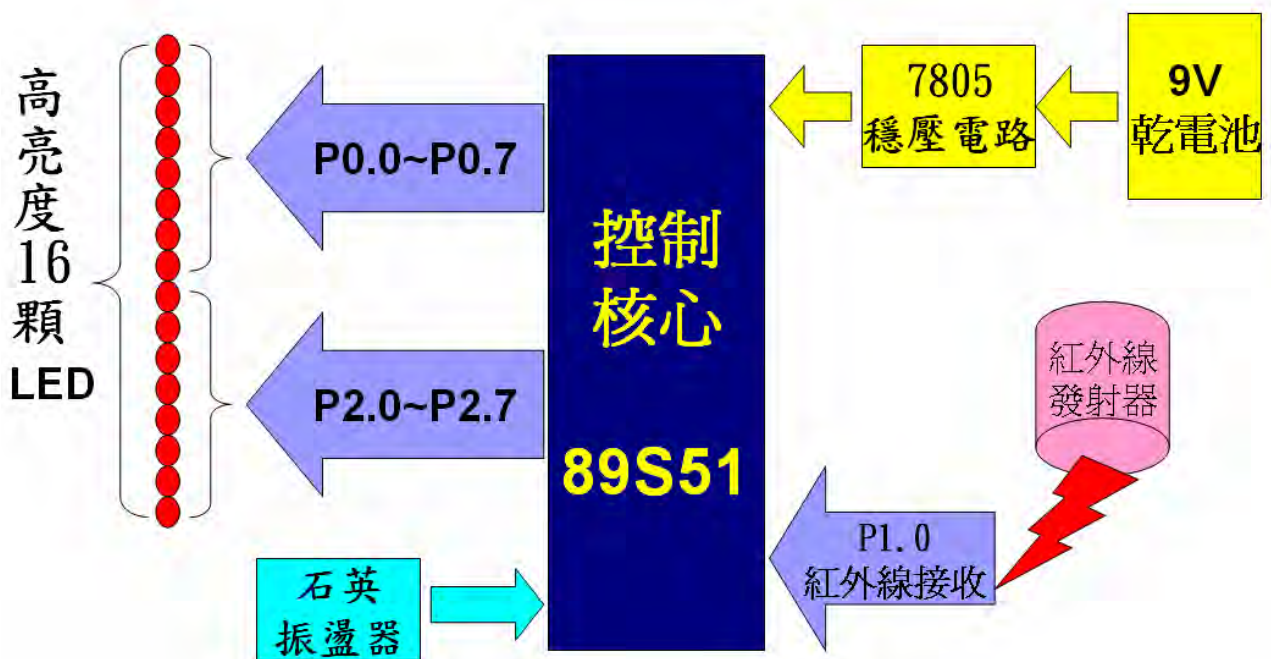 高
亮
度
16
顆
LED
P0.0~P0.7
P2.0~P2.7
石英
振盪器
控制
核心
89S51
7805
穩壓電路
9V
乾電池
紅外線
發射器
P1.0
紅外線接收